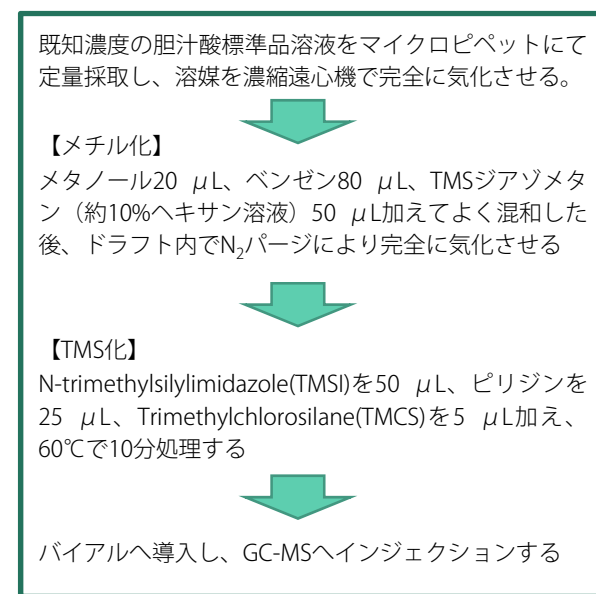 既知濃度の胆汁酸標準品溶液をマイクロピペットにて
定量採取し、溶媒を濃縮遠心機で完全に気化させる。
【メチル化】
メタノール20 μL、ベンゼン80 μL、TMSジアゾメタ
ン（約10%ヘキサン溶液）50 μL加えてよく混和した
後、ドラフト内でN₂パージにより完全に気化させる
【TMS化】
N-trimethylsilylimidazole(TMSI)を50 μL、ピリジンを
25 μL、Trimethylchlorosilane(TMCS)を5 μL加え、
60℃で10分処理する
バイアルへ導入し、GC-MSへインジェクションする